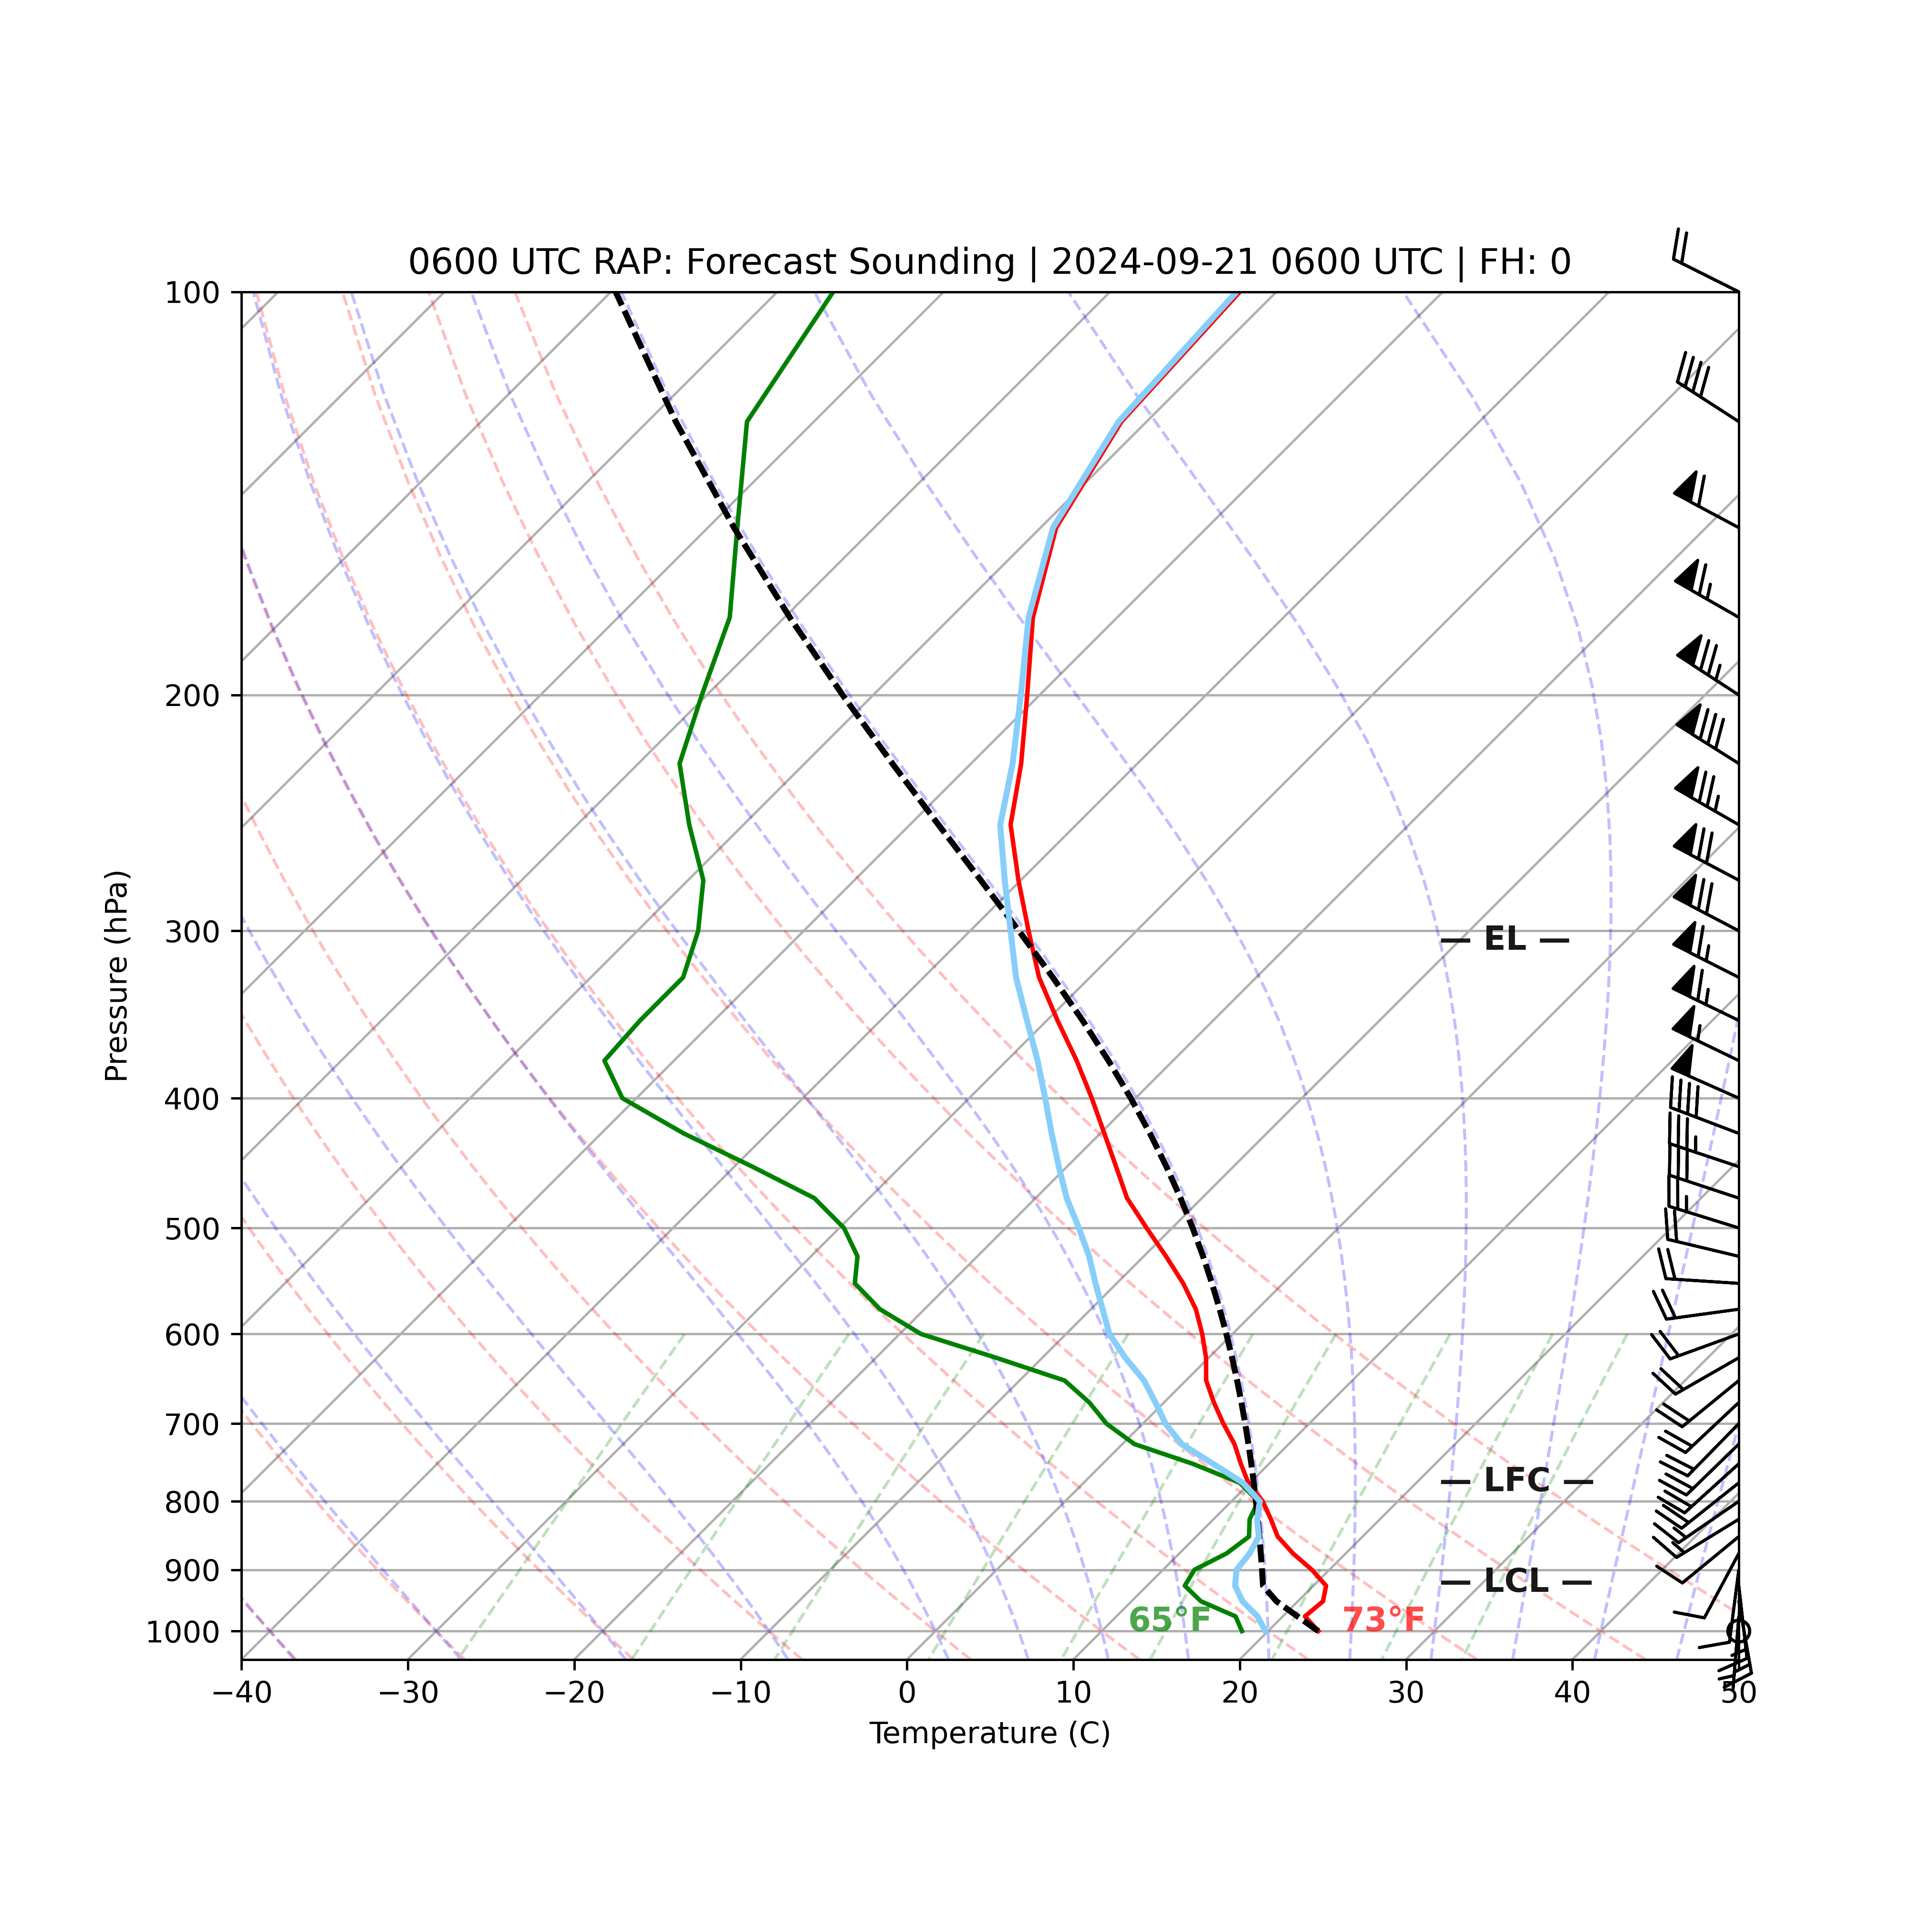 0600 UTC RAP: Forecast Sounding | 2024-09-21 0600 UTC | FH: 0
100
200
300
400
500
600
700
800
900
1000
Pressure (hPa)
— EL —
— LFC —
— LCL —
65°F
73°F
−40 −30 −20 −10 0 10 20 30 40 50
Temperature (C)